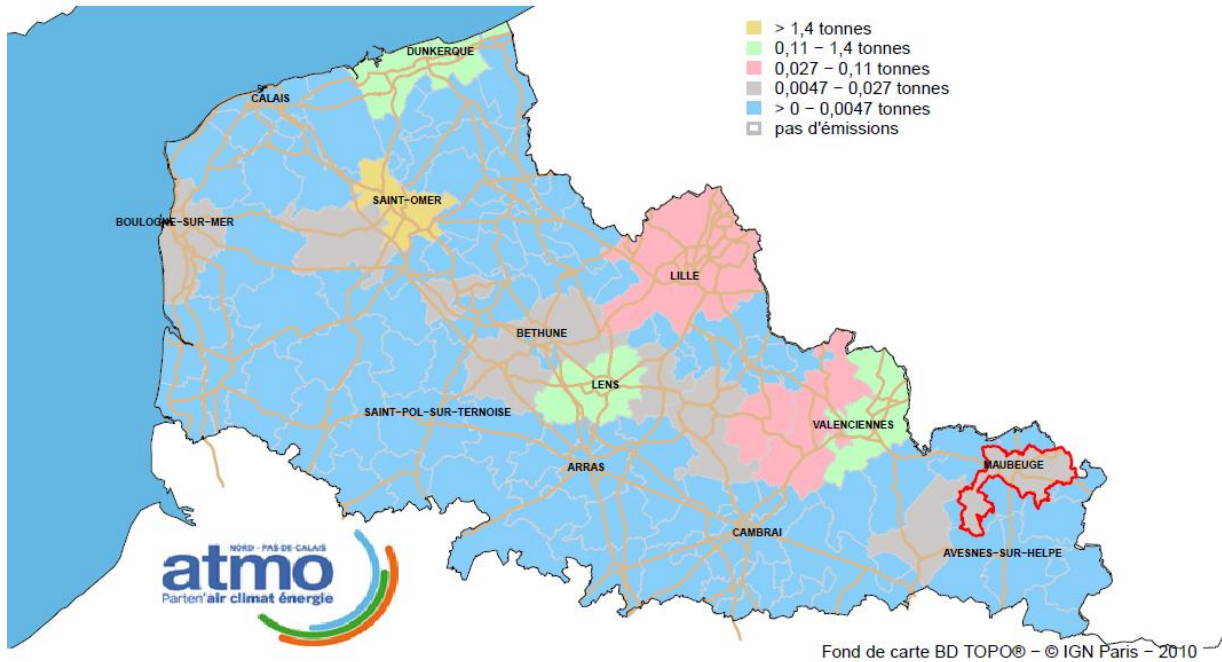 > 1,4 tonnes
0,11 − 1,4 tonnes
0,027 − 0,11 tonnes
0,0047 − 0,027 tonnes
> 0 − 0,0047 tonnes
pas d'émissions
DUNKERQUE
CALAIS
SAINT−OMER
BOULOGNE−SUR−MER
LILLE
BETHUNE
LENS
SAINT−POL−SUR−TERNOISE
VALENCIENNES
ARRAS
MAUBEUGE
CAMBRAI
AVESNES−SUR−HELPE
NORD - PAS-DE-CALAIS
atmo
Parten'air climat énergie
Fond de carte BD TOPO® − © IGN Paris − 2010